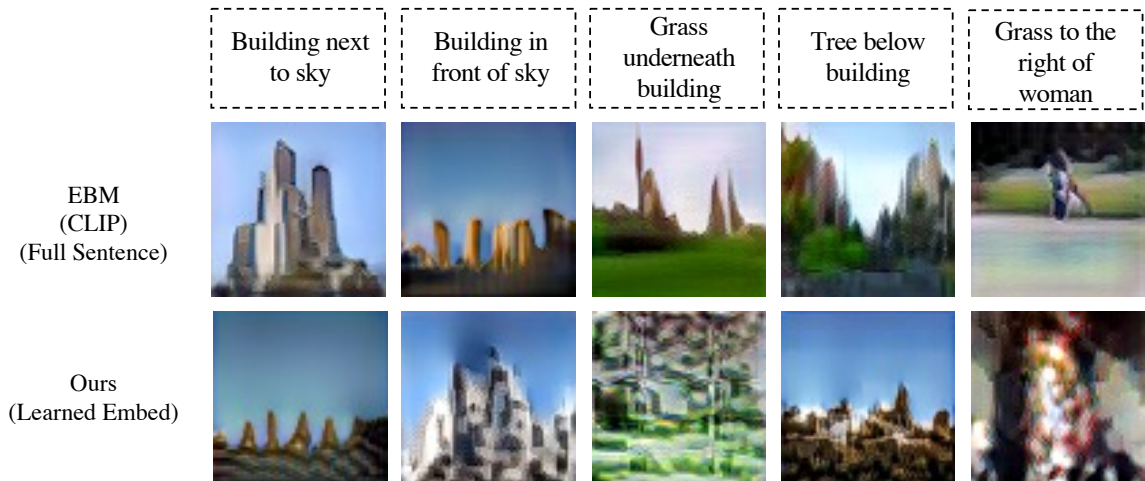 Building next
to sky
Building in
front of sky
Grass
underneath
building
Tree below
building
Grass to the
right of
woman
EBM
(CLIP)
(Full Sentence)
Ours
(Learned Embed)